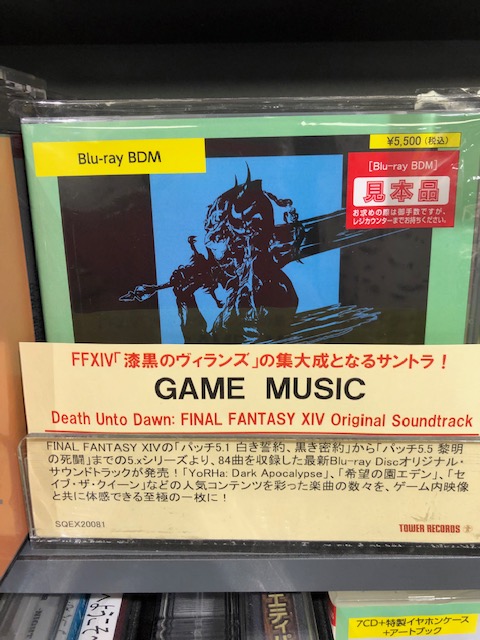 Blu-ray BDM
¥5,500（税込）
［Blu-ray BDM］
見本品
お求めの際は御手数ですが、
レジカウンターまでお持ちください。
FFXIV「漆黒のヴィランズ」の集大成となるサントラ！
GAME MUSIC
Death Unto Dawn: FINAL FANTASY XIV Original Soundtrack
FINAL FANTASY XIVの「パッチ5.1 白き誓約、黒き密約」から「パッチ5.5 黎明
の死闘」までの5.xシリーズより、84曲を収録した最新Blu-ray Discオリジナル・
サウンドトラックが発売！「YoRHa: Dark Apocalypse」、「希望の園エデン」、「セ
イブ・ザ・クイーン」などの人気コンテンツを彩った楽曲の数々を、ゲーム内映像
と共に体感できる至極の一枚に！
SQEX20081
TOWER RECORDS
ようこそ
エディ
7CD+特製イヤホンケース
+アートブック